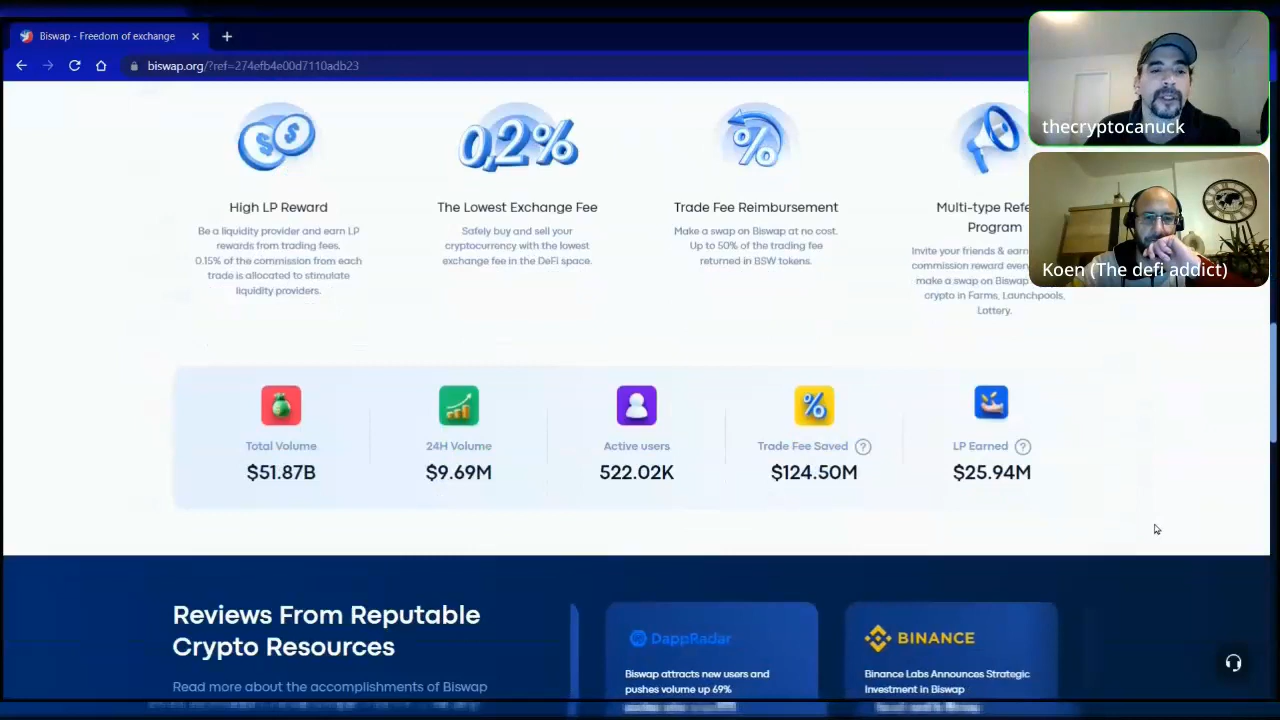 Biswap - Freedom of exchange
biswap.org/?ref=274efb4e00d7110adb23
thecryptocanuck
Koen (The defi addict)
0,2%
High LP Reward
Be a liquidity provider and earn LP
rewards from trading fees.
0.15% of the commission from each
trade is allocated to stimulate
liquidity providers.
The Lowest Exchange Fee
Safely buy and sell your
cryptocurrency with the lowest
exchange fee in the DeFi space.
Trade Fee Reimbursement
Make a swap on Biswap at no cost.
Up to 50% of the trading fee
returned in BSW tokens.
Multi-type Refe
Program
Invite your friends & earn
commission reward ever
make a swap on Biswap
crypto in Farms, Launchpools,
Lottery.
Total Volume
$51.87B
24H Volume
$9.69M
Active users
522.02K
Trade Fee Saved ?
$124.50M
LP Earned ?
$25.94M
Reviews From Reputable
Crypto Resources
Read more about the accomplishments of Biswap
DappRadar
Biswap attracts new users and
pushes volume up 69%
BINANCE
Binance Labs Announces Strategic
Investment in Biswap